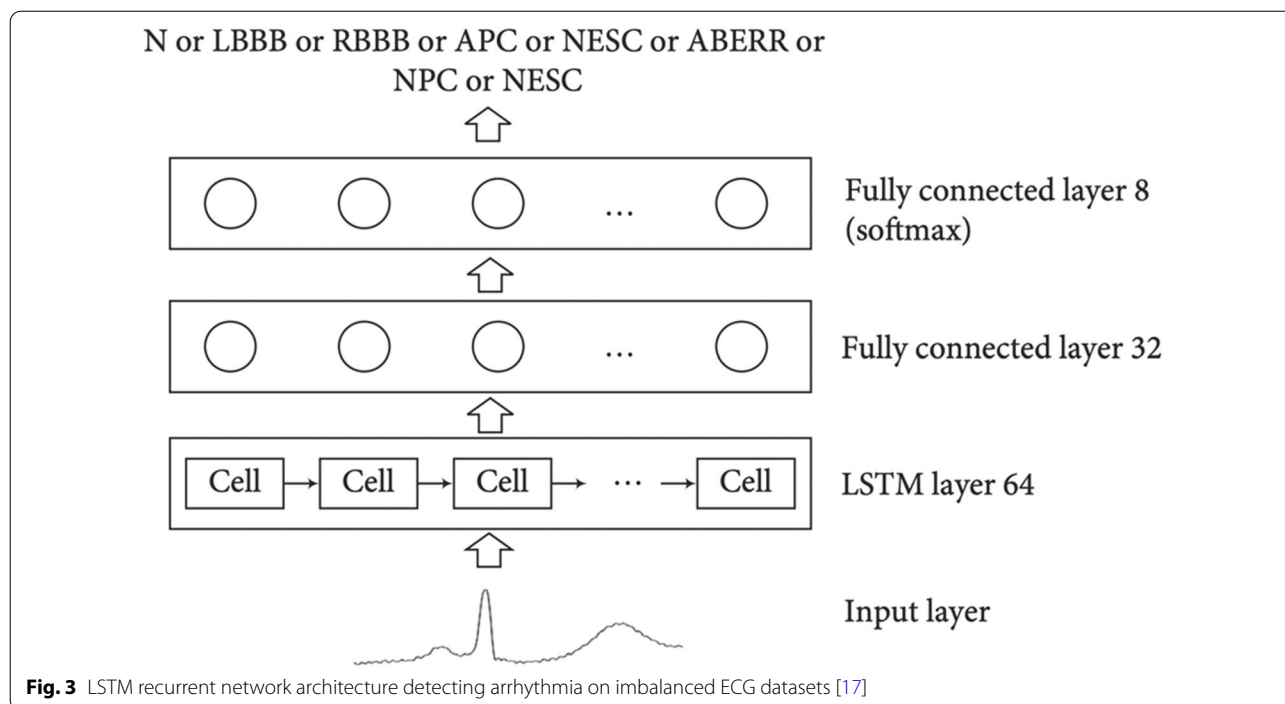 N or LBBB or RBBB or APC or NESC or ABERR or
NPC or NESC
...
Fully connected layer 8
(softmax)
...
Fully connected layer 32
Cell Cell Cell ... Cell
LSTM layer 64
Input layer
Fig. 3 LSTM recurrent network architecture detecting arrhythmia on imbalanced ECG datasets [17]